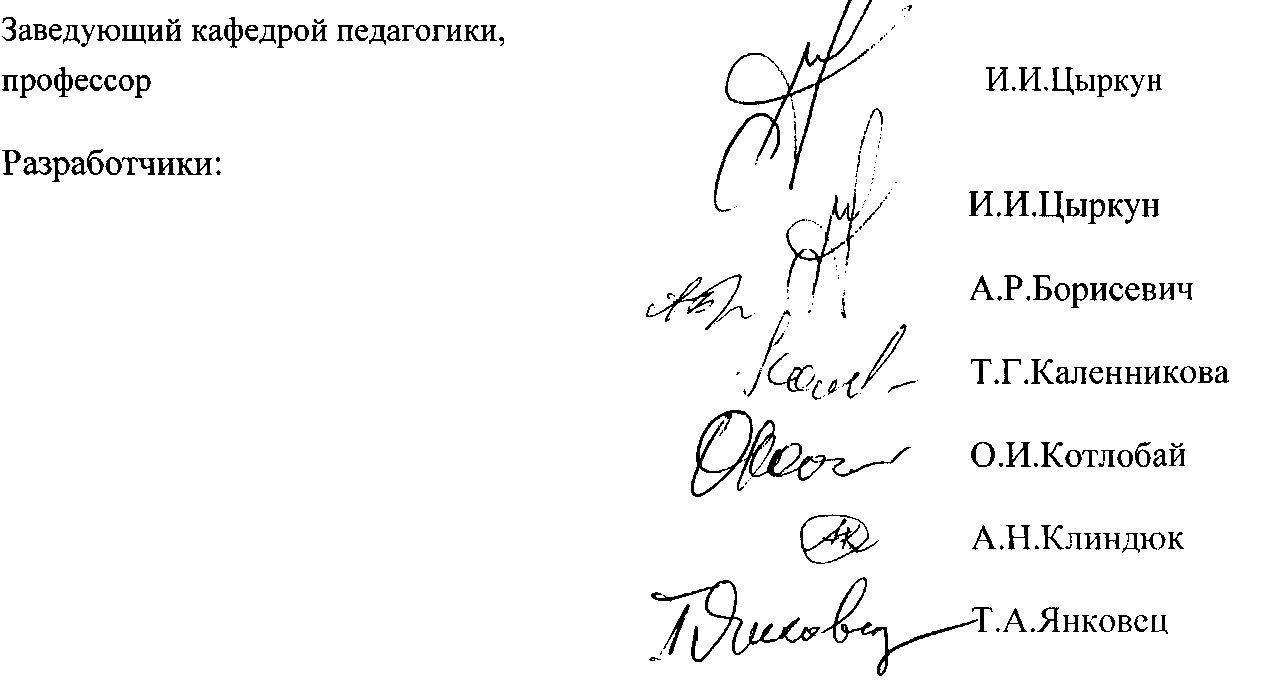 Заведующий кафедрой педагогики,
профессор И.И.Цыркун
Разработчики:
И.И.Цыркун
А.Р.Борисевич
Т.Г.Каленникова
О.И.Котлобай
А.Н.Клиндюк
Т.А.Янковец